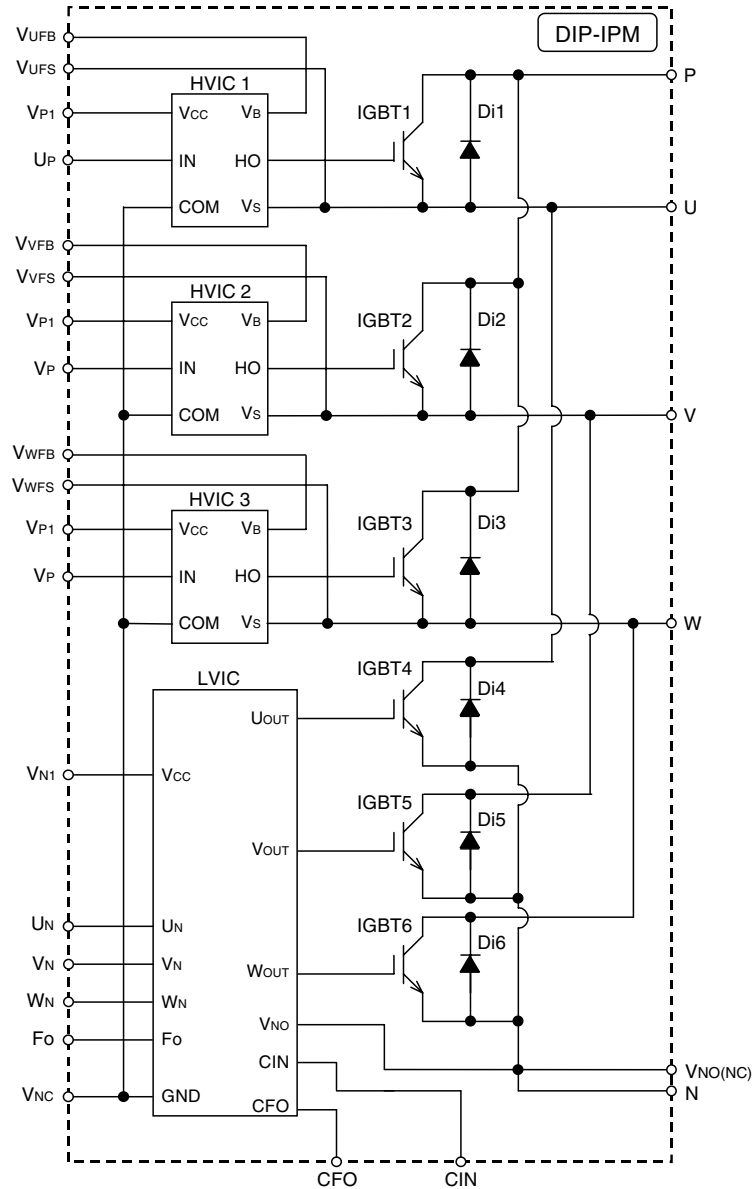 DIP-IPM
VUFB
VUFS
VP1
UP
HVIC 1
VCC
VB
IN
HO
COM
VS
IGBT1
Di1
P
U
VVFB
VVFS
VP1
VP
HVIC 2
VCC
VB
IN
HO
COM
VS
IGBT2
Di2
V
VWFB
VWFS
VP1
VP
HVIC 3
VCC
VB
IN
HO
COM
VS
IGBT3
Di3
W
LVIC
UOUT
IGBT4
Di4
VN1
VCC
VOUT
IGBT5
Di5
UN
UN
VN
VN
WN
WN
Fo
Fo
VNC
GND
WOUT
IGBT6
Di6
VNO
CIN
CFO
VNO(NC)
N
CFO
CIN